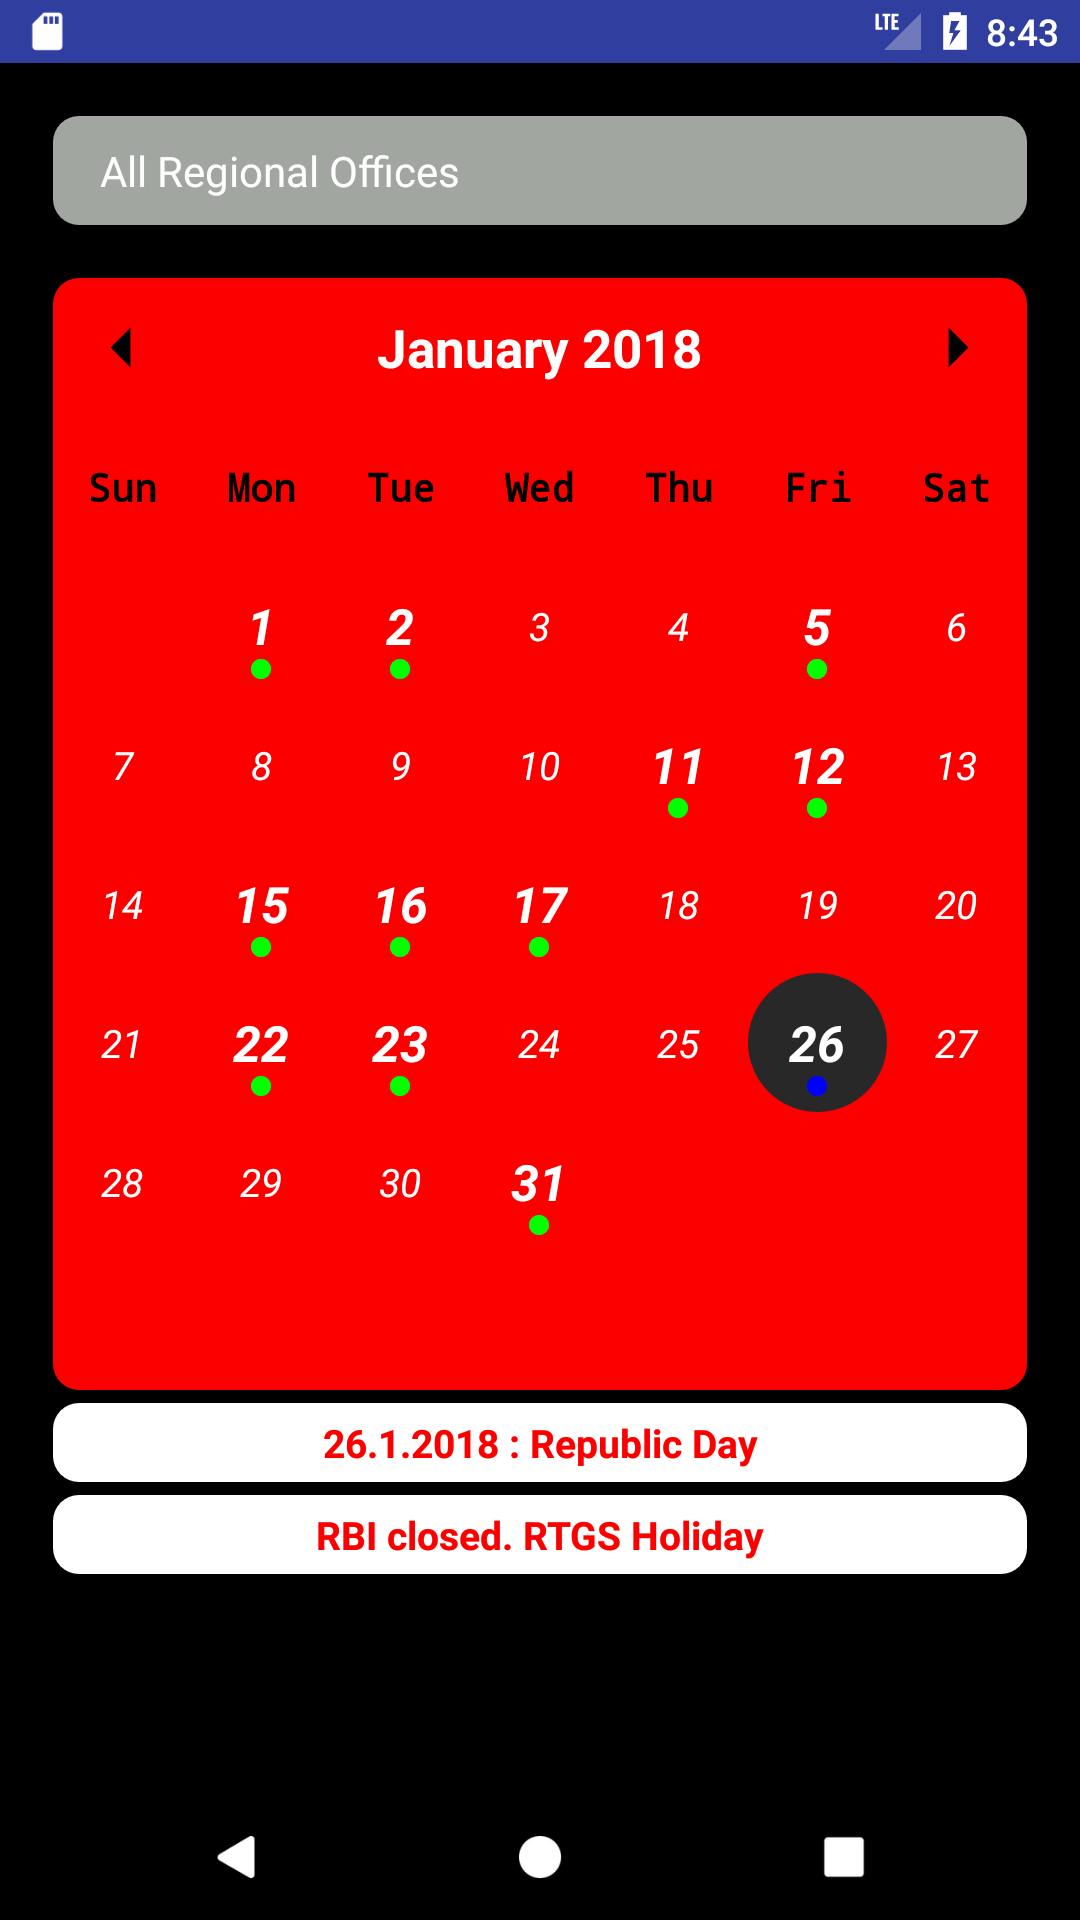 LTE 8:43
All Regional Offices
January 2018
Sun Mon Tue Wed Thu Fri Sat
1 2 3 4 5 6
7 8 9 10 11 12 13
14 15 16 17 18 19 20
21 22 23 24 25 26 27
28 29 30 31
26.1.2018 : Republic Day
RBI closed. RTGS Holiday